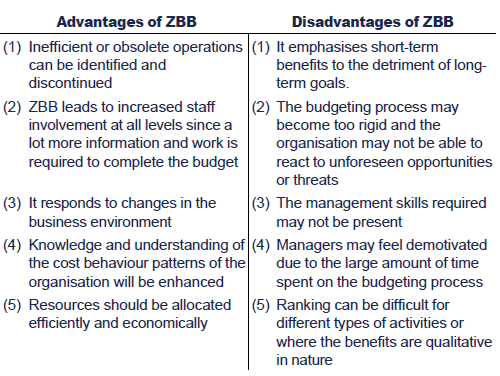 Advantages of ZBB
Disadvantages of ZBB
(1) Inefficient or obsolete operations
can be identified and
discontinued
(1) It emphasises short-term
benefits to the detriment of long-
term goals.
(2) ZBB leads to increased staff
involvement at all levels since a
lot more information and work is
required to complete the budget
(2) The budgeting process may
become too rigid and the
organisation may not be able to
react to unforeseen opportunities
or threats
(3) It responds to changes in the
business environment
(3) The management skills required
may not be present
(4) Knowledge and understanding of
the cost behaviour patterns of the
organisation will be enhanced
(4) Managers may feel demotivated
due to the large amount of time
spent on the budgeting process
(5) Resources should be allocated
efficiently and economically
(5) Ranking can be difficult for
different types of activities or
where the benefits are qualitative
in nature